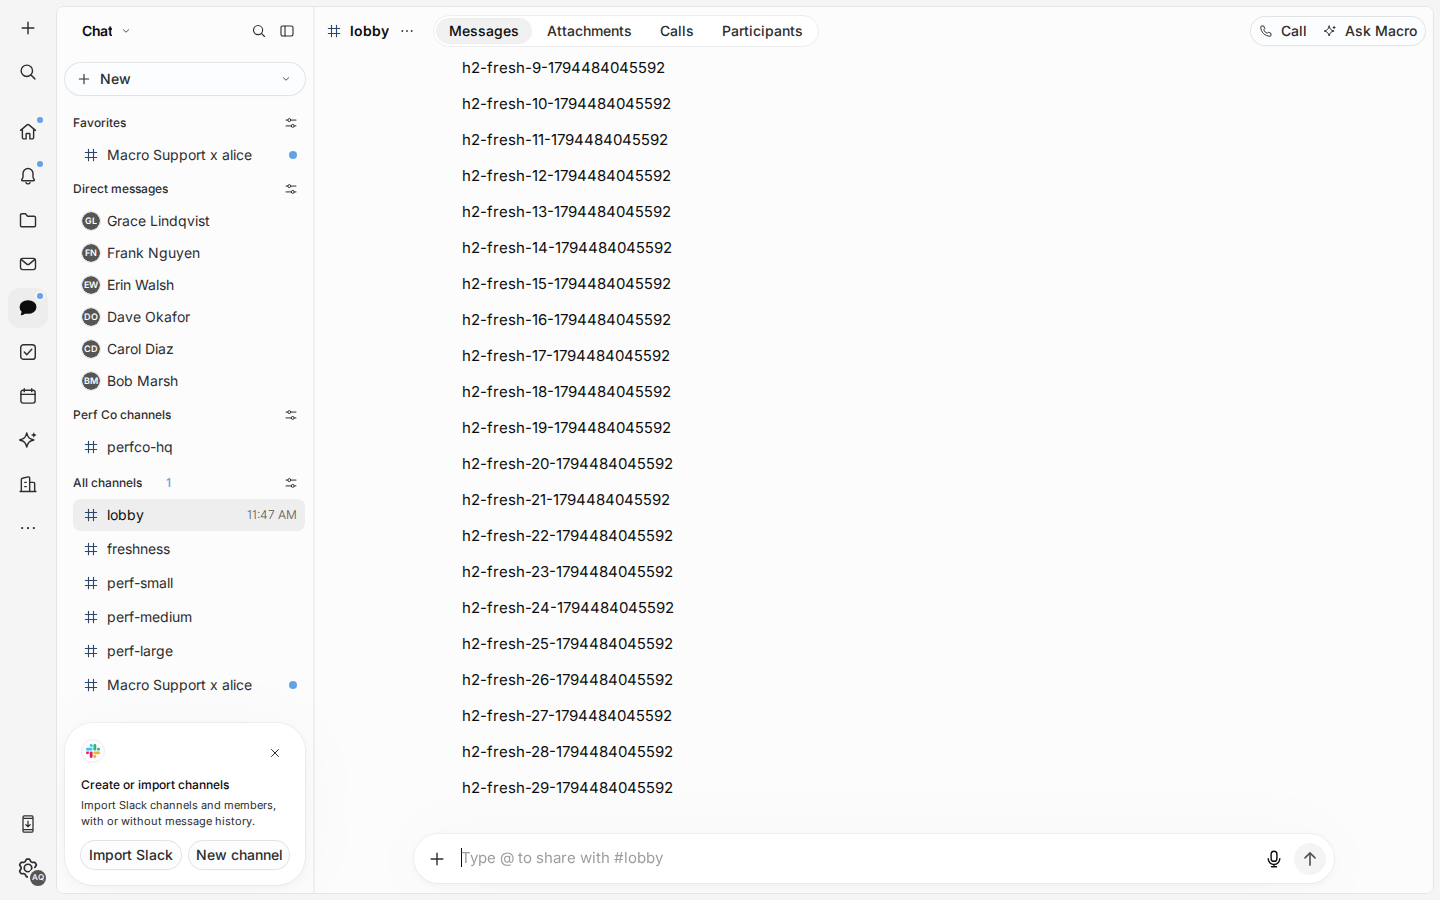 Chat
New
Favorites
Macro Support x alice
Direct messages
GL Grace Lindqvist
FN Frank Nguyen
EW Erin Walsh
DO Dave Okafor
CD Carol Diaz
BM Bob Marsh
Perf Co channels
perfco-hq
All channels 1
lobby 11:47 AM
freshness
perf-small
perf-medium
perf-large
Macro Support x alice
Create or import channels
Import Slack channels and members,
with or without message history.
Import Slack New channel
AQ
lobby ... Messages Attachments Calls Participants Call Ask Macro
h2-fresh-9-1794484045592
h2-fresh-10-1794484045592
h2-fresh-11-1794484045592
h2-fresh-12-1794484045592
h2-fresh-13-1794484045592
h2-fresh-14-1794484045592
h2-fresh-15-1794484045592
h2-fresh-16-1794484045592
h2-fresh-17-1794484045592
h2-fresh-18-1794484045592
h2-fresh-19-1794484045592
h2-fresh-20-1794484045592
h2-fresh-21-1794484045592
h2-fresh-22-1794484045592
h2-fresh-23-1794484045592
h2-fresh-24-1794484045592
h2-fresh-25-1794484045592
h2-fresh-26-1794484045592
h2-fresh-27-1794484045592
h2-fresh-28-1794484045592
h2-fresh-29-1794484045592
Type @ to share with #lobby